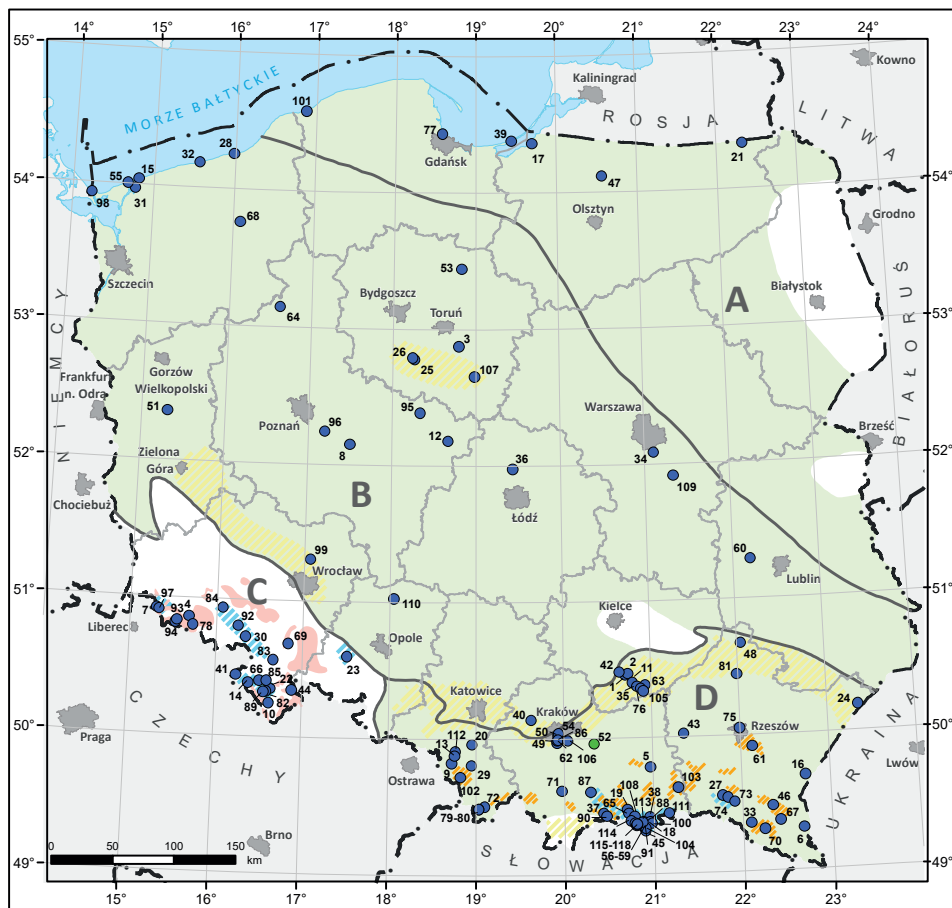 14° 15° 16° 17° 18° 19° 20° 21° 22° 23° 24°
55° 55°
Kowno
Kaliningrad
MORZE BAŁTYCKIE
101
ROSJA
LITWA
77
39
28
Gdańsk
17
21
32
15
55
54° 54°
47
98
31
Olsztyn
Grodno
68
53
Szczecin
Białystok
Bydgoszcz
A
64
Toruń
BIAŁORUŚ
53° 53°
3
26
25
107
NIEMCY
Gorzów
Wielkopolski
Frankfurt
n. Odrą
51
95
Warszawa
Poznań
96
Brześć
12
8
34
52° 52°
Zielona
Góra
36
109
B
Chociebuż
Łódź
99
60
Wrocław
Lublin
51° 51°
C
97
84
7
93
4
92
110
94
78
Kielce
Liberec
30
69
Opole
83
48
23
42
2
11
81
41
66
85
22
63
D
14
44
1
35
105
24
89
82
Katowice
76
10
Kraków
50° 50°
40
54
75
Praga
50
86
52
43
Rzeszów
112
20
49
13
62
106
61
UKRAINA
Lwów
CZECHY
Ostrawa
5
16
9
29
71
87
108
103
102
19
38
73
46
72
37
65
113
88
111
74
33
67
79-80
90
100
115-118
18
70
6
Brno
56-59
45
104
91
49° 49°
SŁOWACJA
0 50 100 150
km
15° 16° 17° 18° 19° 20° 21° 22° 23°